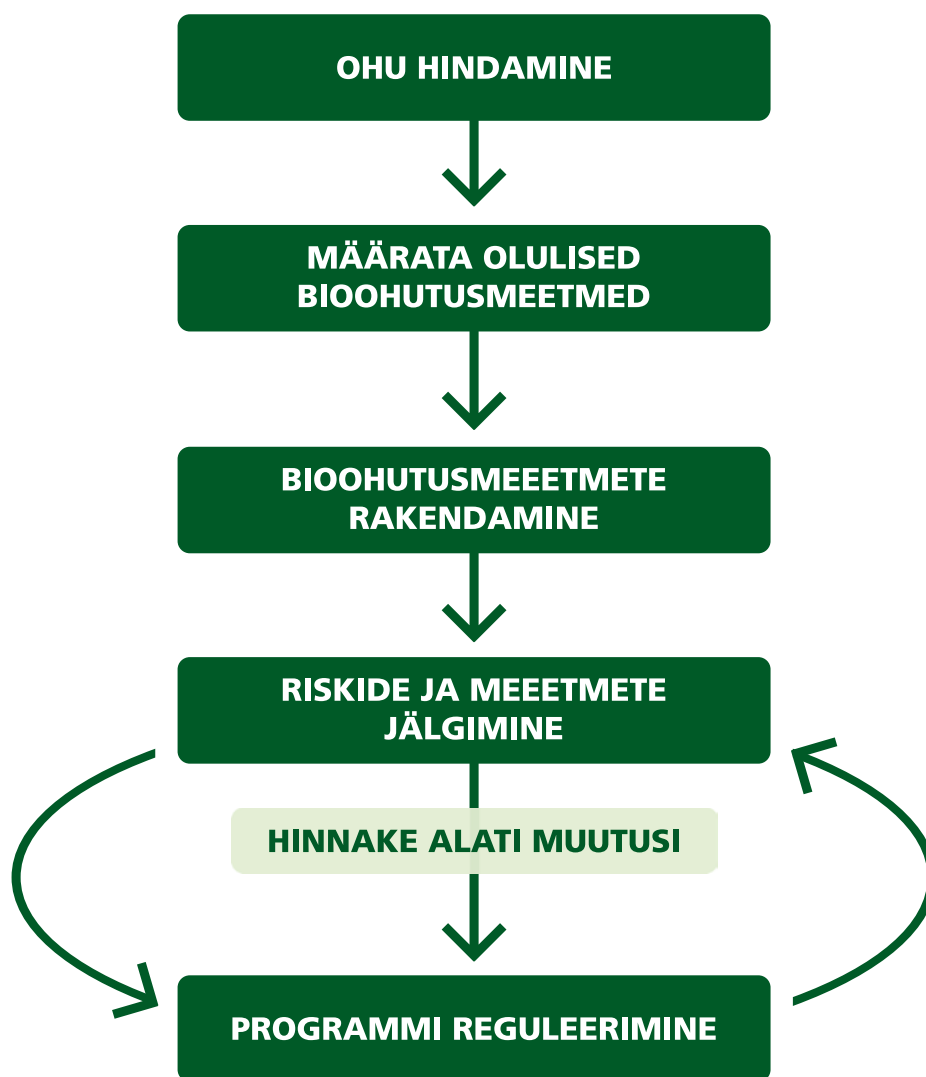 OHU HINDAMINE
MÄÄRATA OLULISED
BIOOHUTUSMEETMED
BIOOHUTUSMEEETMETE
RAKENDAMINE
RISKIDE JA MEEETMETE
JÄLGIMINE
HINNAKE ALATI MUUTUSI
PROGRAMMI REGULEERIMINE